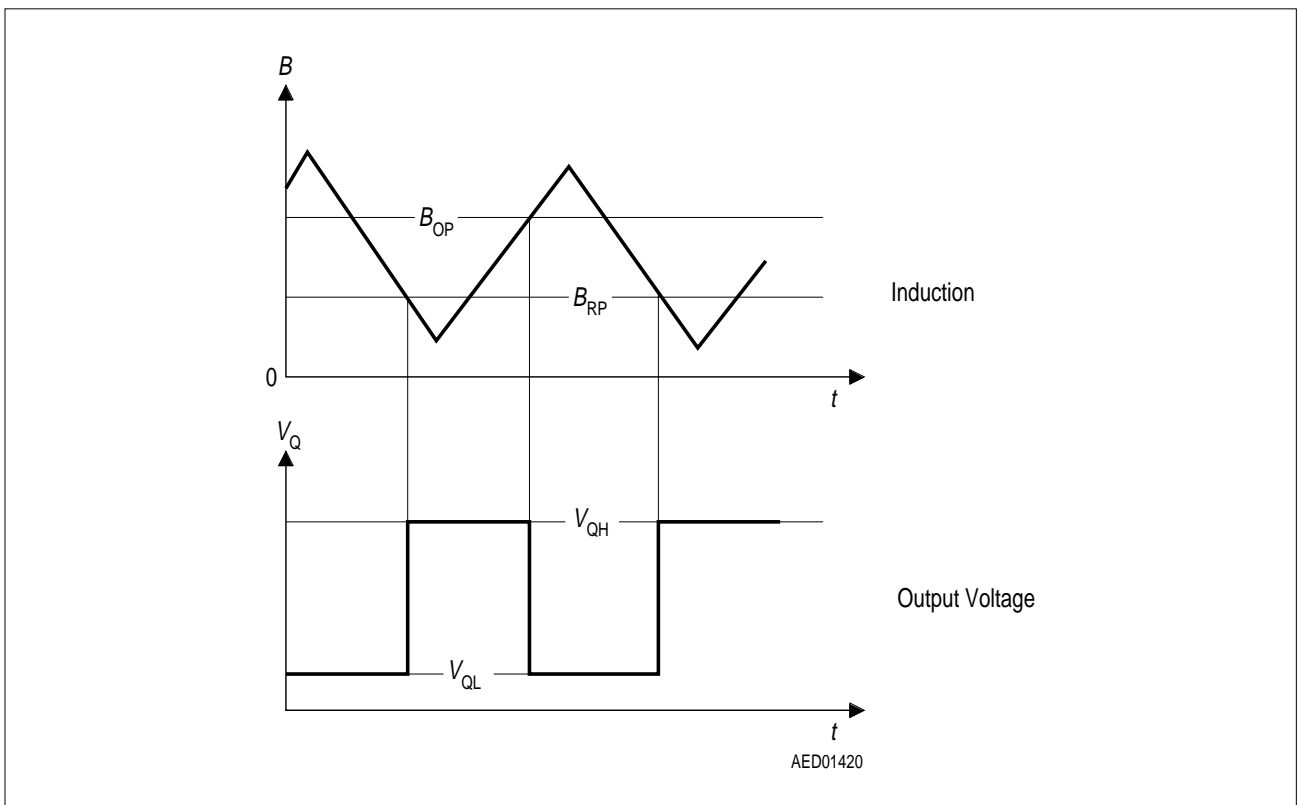 B
B_OP
B_RP
Induction
0
t
V_Q
V_QH
Output Voltage
V_QL
t
AED01420